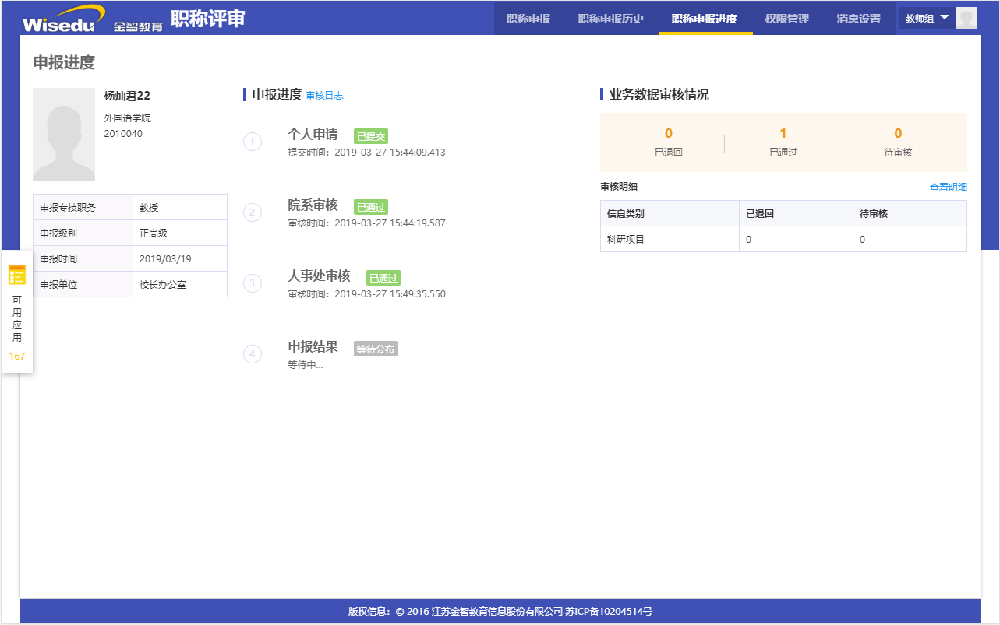 Wisedu 金智教育 职称评审
职称申报 职称申报历史 职称申报进度 权限管理 消息设置 教师组
申报进度
杨灿君22
外国语学院
2010040
申报专技职务 教授
申报级别 正高级
申报时间 2019/03/19
申报单位 校长办公室
可
用
应
用
167
申报进度 审核日志
1 个人申请 已提交
提交时间：2019-03-27 15:44:09.413
2 院系审核 已通过
审核时间：2019-03-27 15:44:19.587
3 人事处审核 已通过
审核时间：2019-03-27 15:49:35.550
4 申报结果 等待公布
等待中...
业务数据审核情况
0 1 0
已退回 已通过 待审核
审核明细 查看明细
信息类别 已退回 待审核
科研项目 0 0
版权信息：© 2016 江苏金智教育信息股份有限公司 苏ICP备10204514号